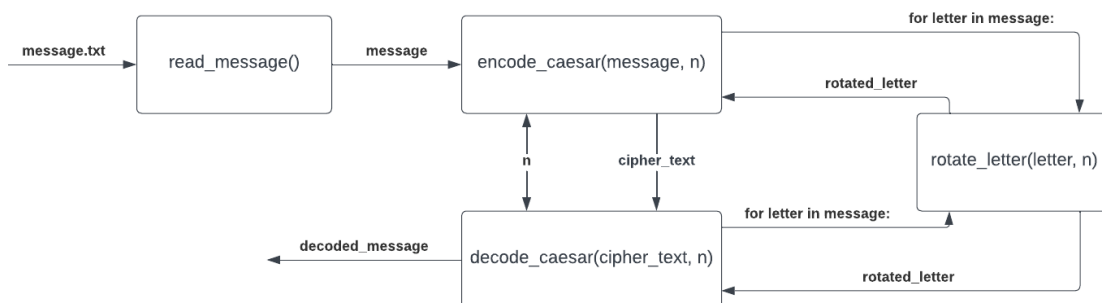 for letter in message:
message.txt
read_message()
message
encode_caesar(message, n)
rotated_letter
n
cipher_text
rotate_letter(letter, n)
for letter in message:
decoded_message
decode_caesar(cipher_text, n)
rotated_letter